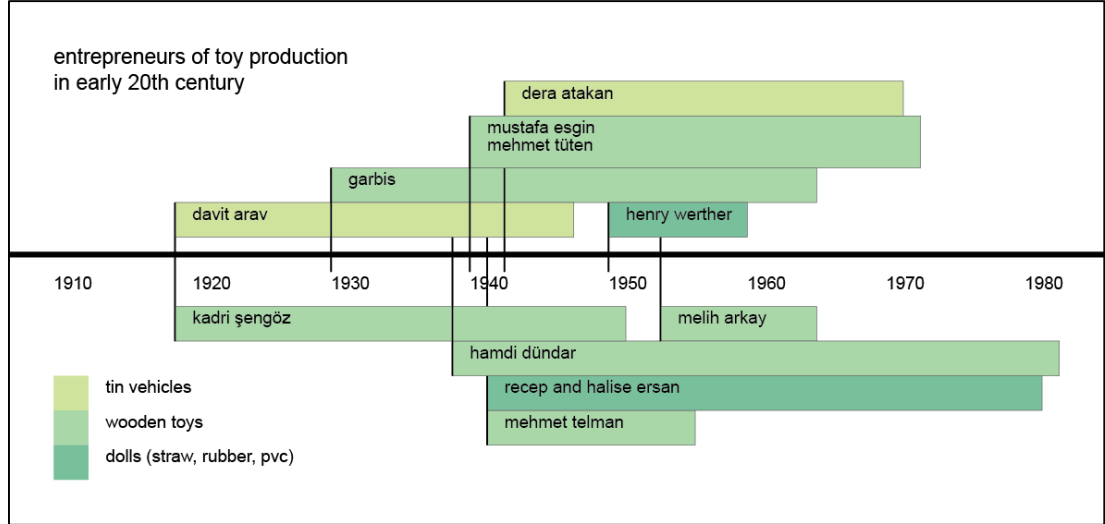 entrepreneurs of toy production
in early 20th century
dera atakan
mustafa esgin
mehmet tüten
garbis
davit arav
henry werther
1910 1920 1930 1940 1950 1960 1970 1980
kadri şengöz
melih arkay
hamdi dündar
recep and halise ersan
mehmet telman
tin vehicles
wooden toys
dolls (straw, rubber, pvc)